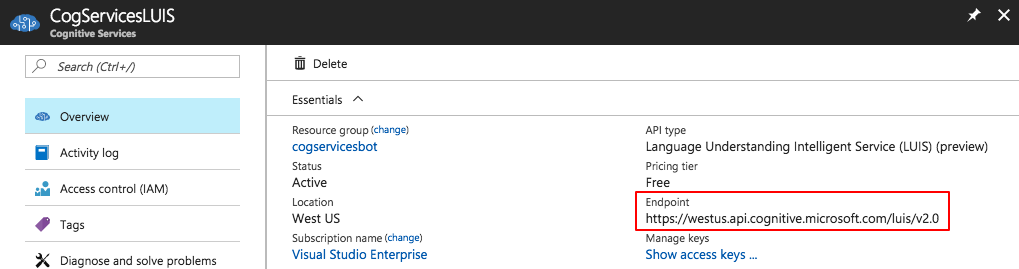 CogServicesLUIS
Cognitive Services
Search (Ctrl+/)
Overview
Activity log
Access control (IAM)
Tags
Diagnose and solve problems
Delete
Essentials
Resource group (change)
cogservicesbot
Status
Active
Location
West US
Subscription name (change)
Visual Studio Enterprise
API type
Language Understanding Intelligent Service (LUIS) (preview)
Pricing tier
Free
Endpoint
https://westus.api.cognitive.microsoft.com/luis/v2.0
Manage keys
Show access keys ...